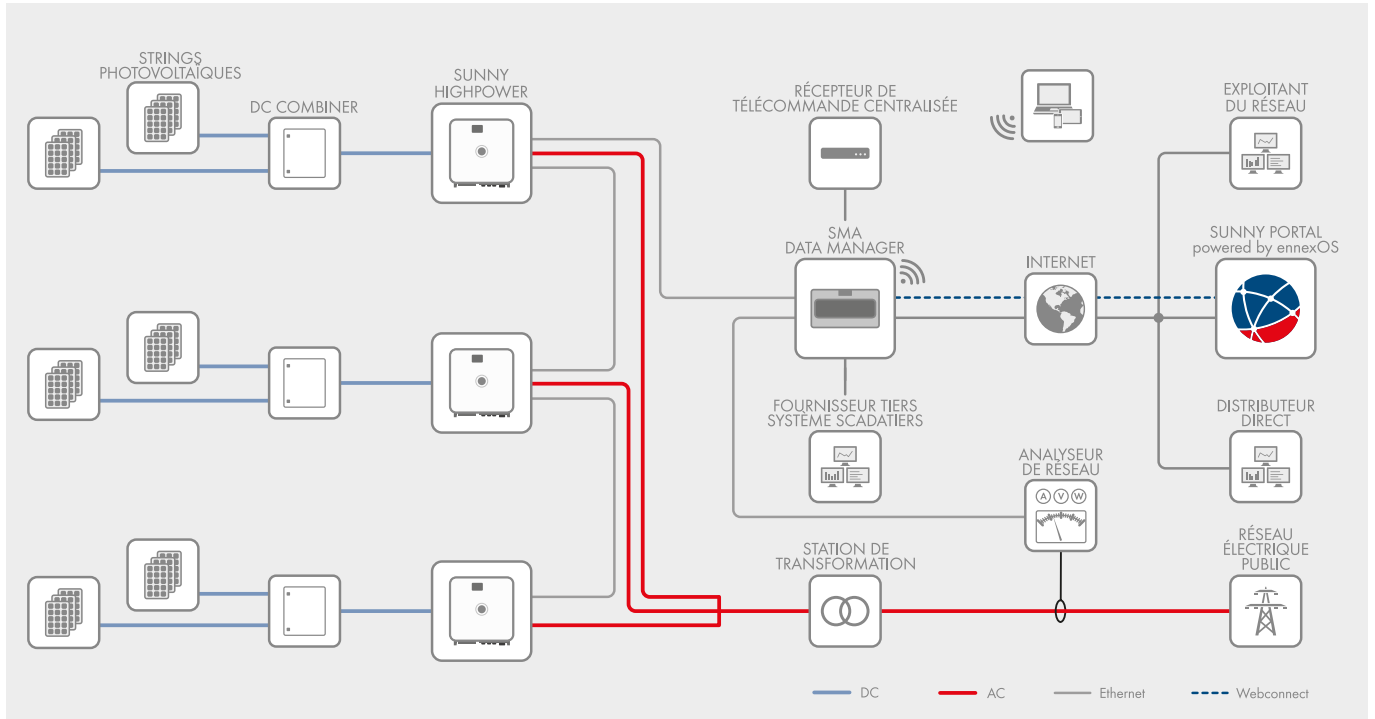 STRINGS
PHOTOVOLTAÏQUES
DC COMBINER
SUNNY
HIGHPOWER
RÉCEPTEUR DE
TÉLÉCOMMANDE CENTRALISÉE
EXPLOITANT
DU RÉSEAU
SMA
DATA MANAGER
INTERNET
SUNNY PORTAL
powered by ennexOS
FOURNISSEUR TIERS
SYSTÈME SCADATIERS
DISTRIBUTEUR
DIRECT
ANALYSEUR
DE RÉSEAU
A V W
STATION DE
TRANSFORMATION
RÉSEAU
ÉLECTRIQUE
PUBLIC
DC
AC
Ethernet
Webconnect